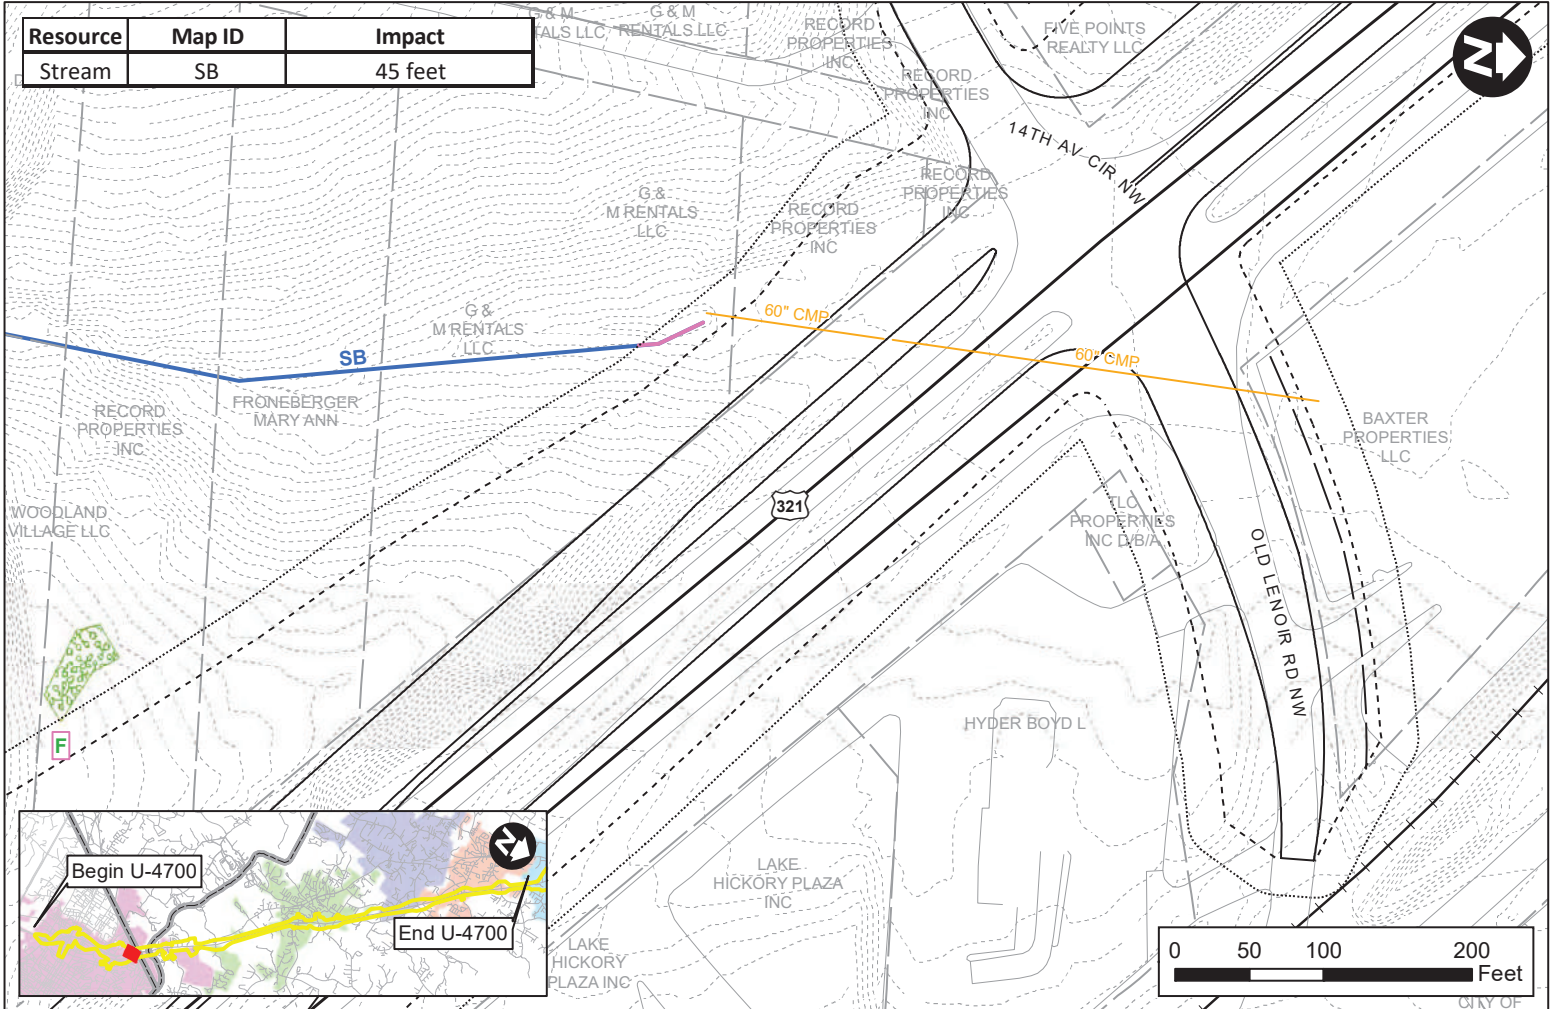 Resource Map ID Impact
Stream SB 45 feet
G & M
RENTALS LLC
RECORD
PROPERTIES
INC
FIVE POINTS
REALTY LLC
N
RECORD
PROPERTIES
INC
14TH AV CIR NW
RECORD
PROPERTIES
INC
G &
M RENTALS
LLC
RECORD
PROPERTIES
INC
G &
M RENTALS
LLC
60" CMP
60" CMP
SB
FRONEBERGER
MARY ANN
RECORD
PROPERTIES
INC
BAXTER
PROPERTIES
LLC
WOODLAND
VILLAGE LLC
321
TLC
PROPERTIES
INC D/B/A
OLD LENOIR RD NW
F
HYDER BOYD L
Begin U-4700
N
End U-4700
LAKE
HICKORY PLAZA
INC
LAKE
HICKORY
PLAZA INC
0 50 100 200
Feet
CITY OF